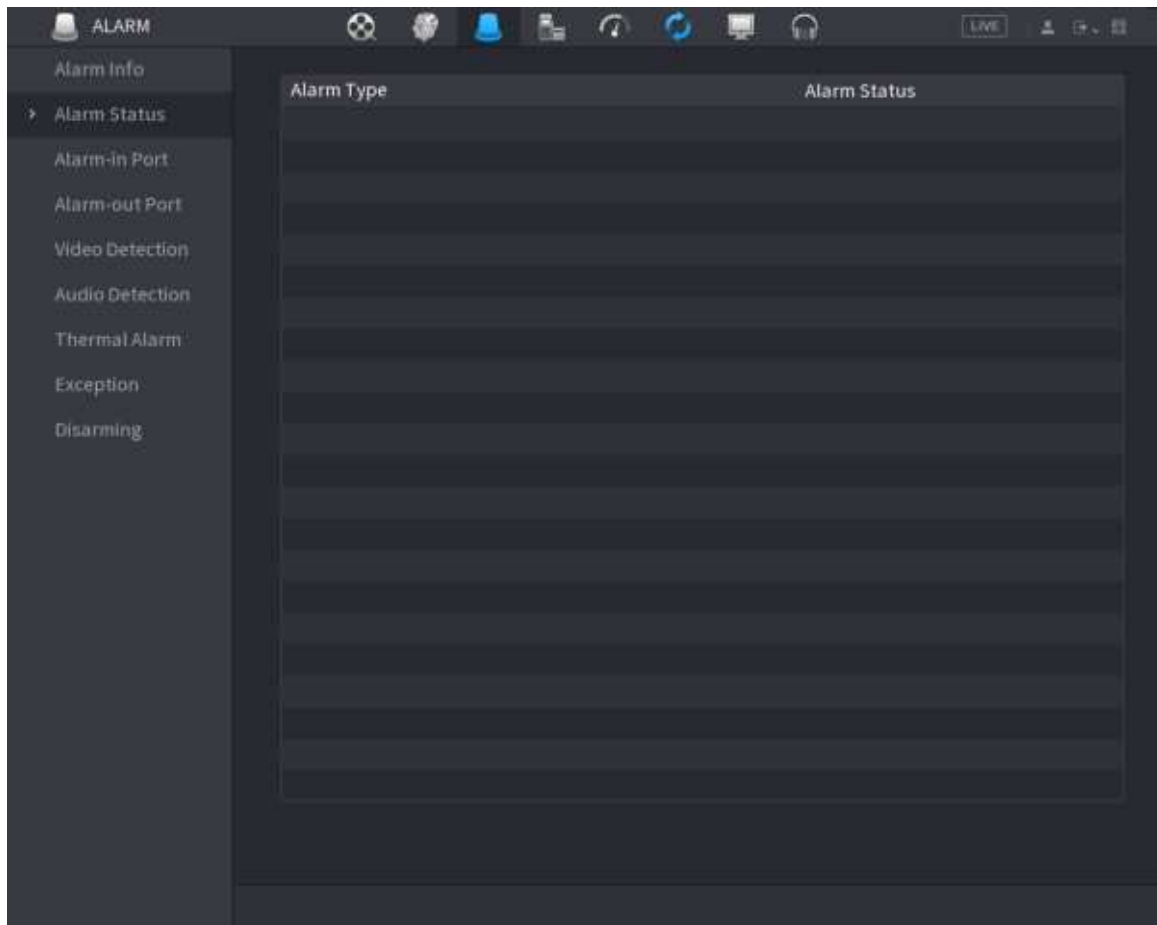 ALARM
LIVE
Alarm Info
Alarm Status
Alarm-in Port
Alarm-out Port
Video Detection
Audio Detection
Thermal Alarm
Exception
Disarming
Alarm Type Alarm Status